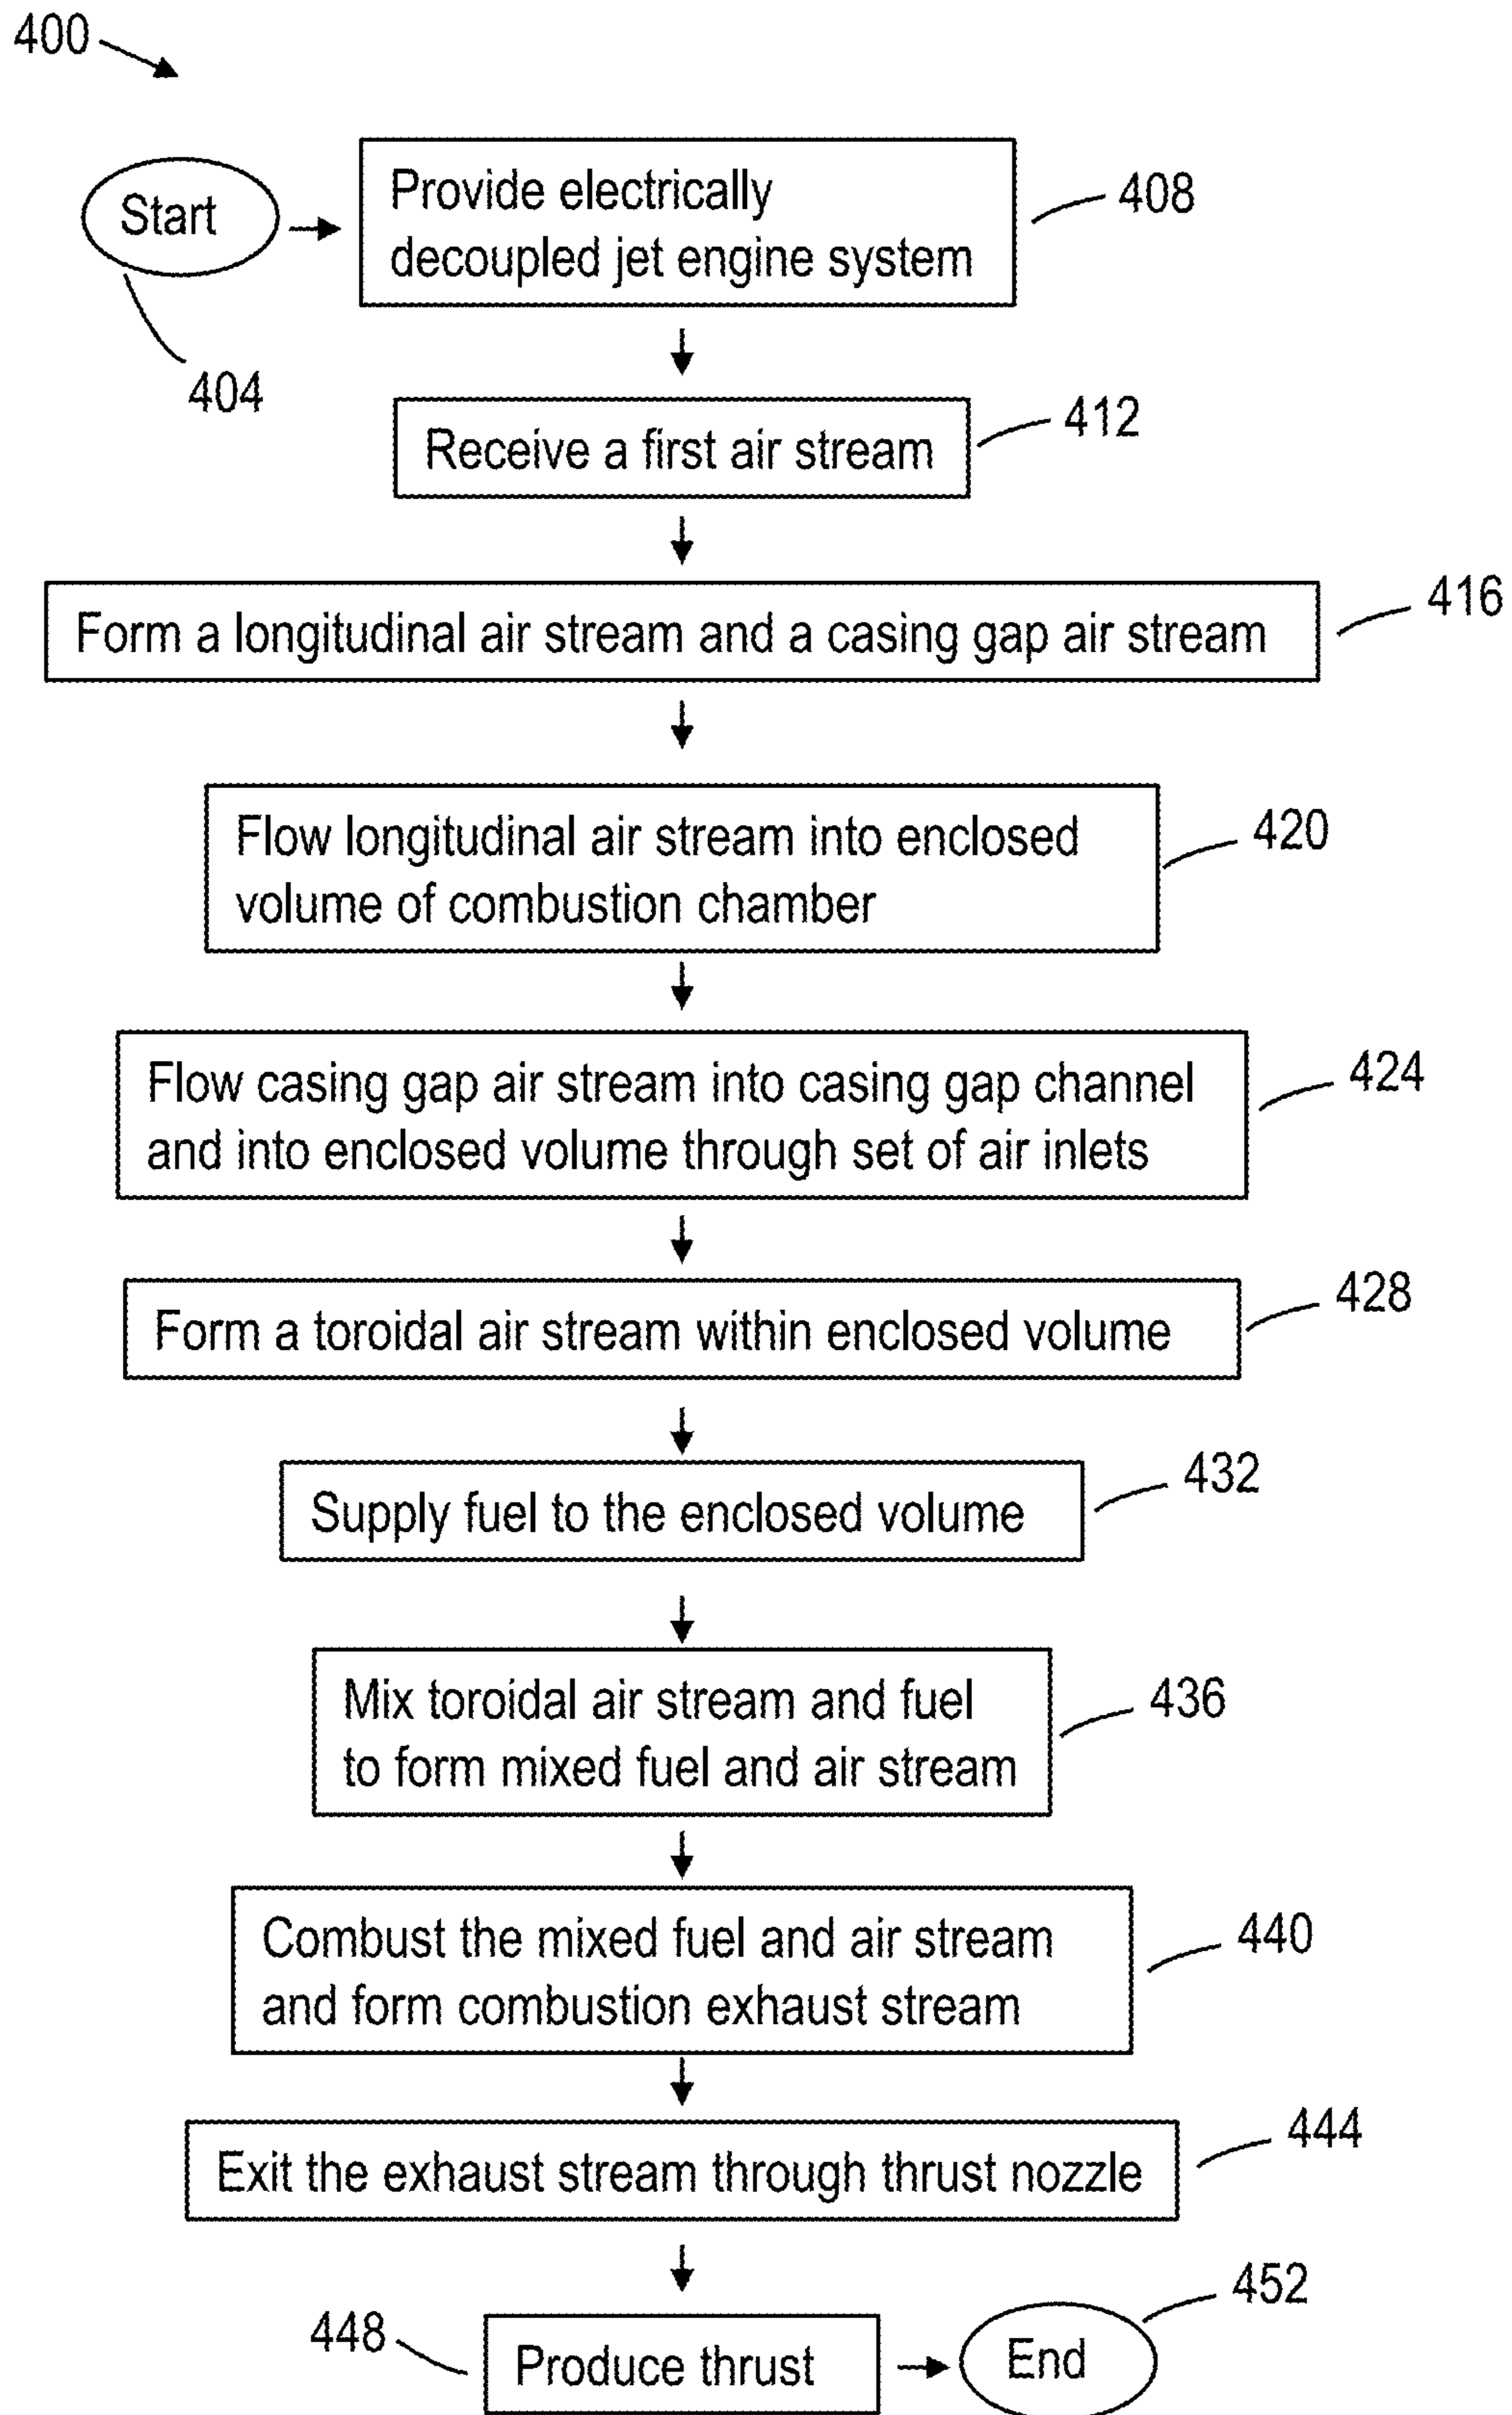 400
Start
404
Provide electrically
decoupled jet engine system
408
Receive a first air stream
412
Form a longitudinal air stream and a casing gap air stream
416
Flow longitudinal air stream into enclosed
volume of combustion chamber
420
Flow casing gap air stream into casing gap channel
and into enclosed volume through set of air inlets
424
Form a toroidal air stream within enclosed volume
428
Supply fuel to the enclosed volume
432
Mix toroidal air stream and fuel
to form mixed fuel and air stream
436
Combust the mixed fuel and air stream
and form combustion exhaust stream
440
Exit the exhaust stream through thrust nozzle
444
448
Produce thrust
End
452